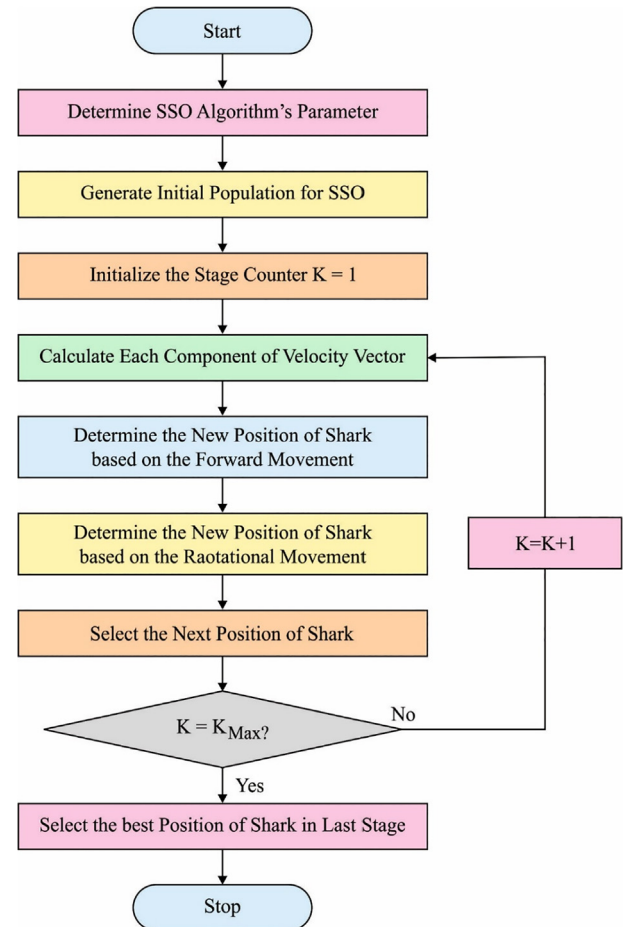 Start
Determine SSO Algorithm's Parameter
Generate Initial Population for SSO
Initialize the Stage Counter K = 1
Calculate Each Component of Velocity Vector
Determine the New Position of Shark
based on the Forward Movement
Determine the New Position of Shark
based on the Raotational Movement
K=K+1
Select the Next Position of Shark
K = KMax?
No
Yes
Select the best Position of Shark in Last Stage
Stop